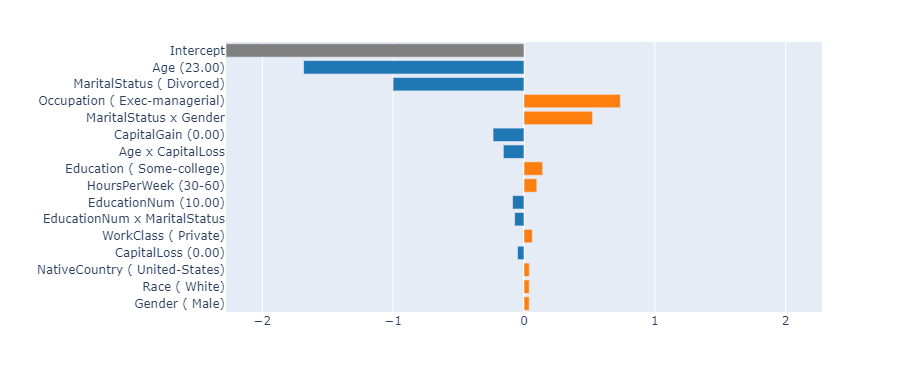 Intercept
Age (23.00)
MaritalStatus ( Divorced)
Occupation ( Exec-managerial)
MaritalStatus x Gender
CapitalGain (0.00)
Age x CapitalLoss
Education ( Some-college)
HoursPerWeek (30-60)
EducationNum (10.00)
EducationNum x MaritalStatus
WorkClass ( Private)
CapitalLoss (0.00)
NativeCountry ( United-States)
Race ( White)
Gender ( Male)
−2 −1 0 1 2